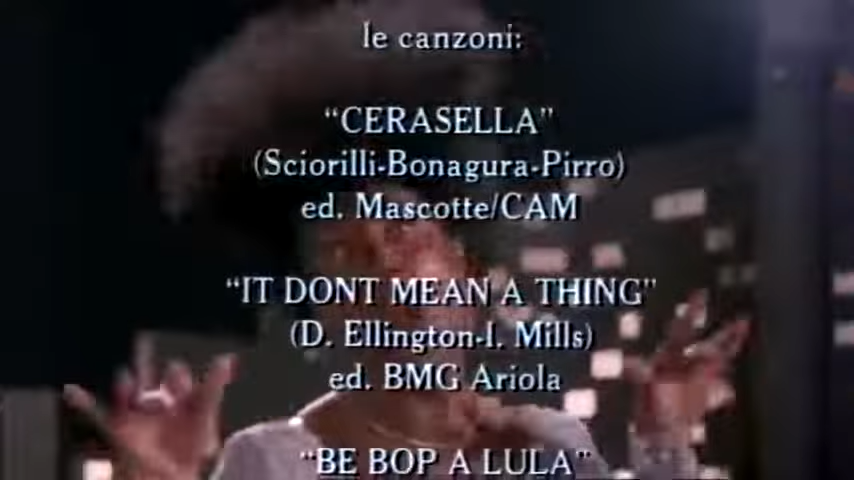 le canzoni:
“CERASELLA”
(Sciorilli-Bonagura-Pirro)
ed. Mascotte/CAM
“IT DONT MEAN A THING”
(D. Ellington-I. Mills)
ed. BMG Ariola
“BE BOP A LULA”